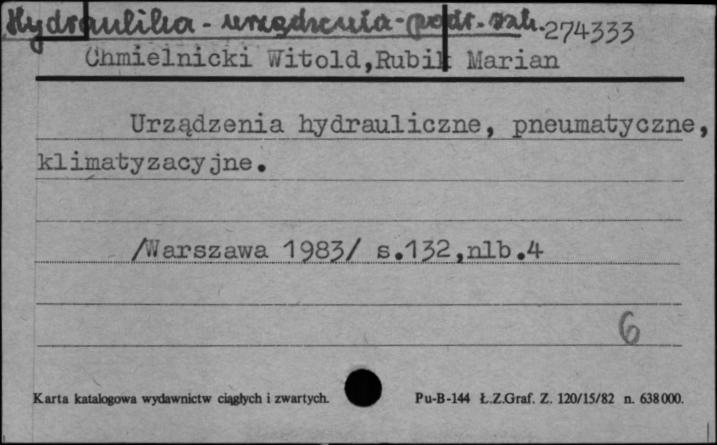 Hydraulika - urządzenia - podr. szk. 274333
Chmielnicki Witold,Rubik Marian
Urządzenia hydrauliczne, pneumatyczne,
klimatyzacyjne.
/Warszawa 1983/ s.132,nlb.4
6
Karta katalogowa wydawnictw ciągłych i zwartych. Pu-B-144 Ł.Z.Graf. Z. 120/15/82 n. 638000.